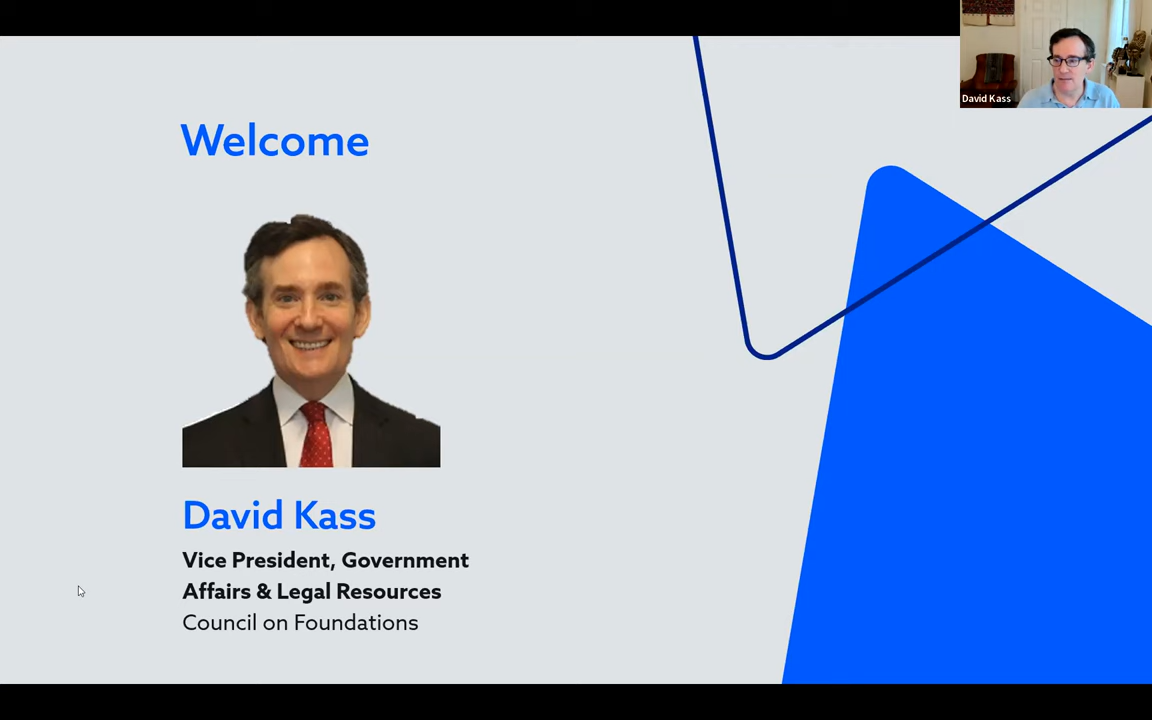 David Kass
Welcome
David Kass
Vice President, Government
Affairs & Legal Resources
Council on Foundations